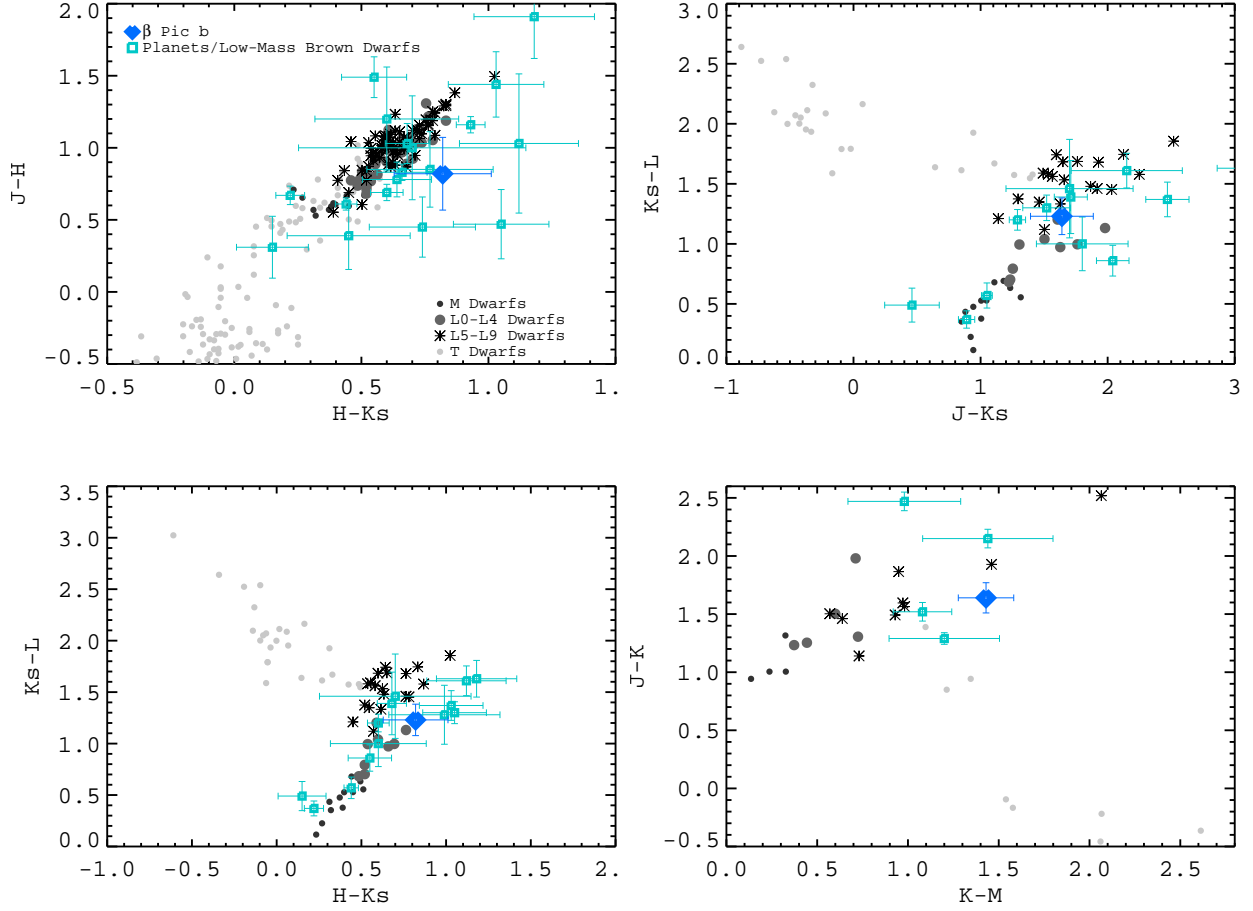 2.0
1.5
1.0
0.5
0.0
-0.5
J-H
β Pic b
Planets/Low-Mass Brown Dwarfs
M Dwarfs
L0-L4 Dwarfs
L5-L9 Dwarfs
T Dwarfs
-0.5 0.0 0.5 1.0 1.
H-Ks
3.0
2.5
2.0
1.5
1.0
0.5
0.0
Ks-L
-1 0 1 2 3
J-Ks
3.5
3.0
2.5
2.0
1.5
1.0
0.5
0.0
Ks-L
-1.0 -0.5 0.0 0.5 1.0 1.5 2.
H-Ks
2.5
2.0
1.5
1.0
0.5
0.0
-0.5
J-K
0.0 0.5 1.0 1.5 2.0 2.5
K-M